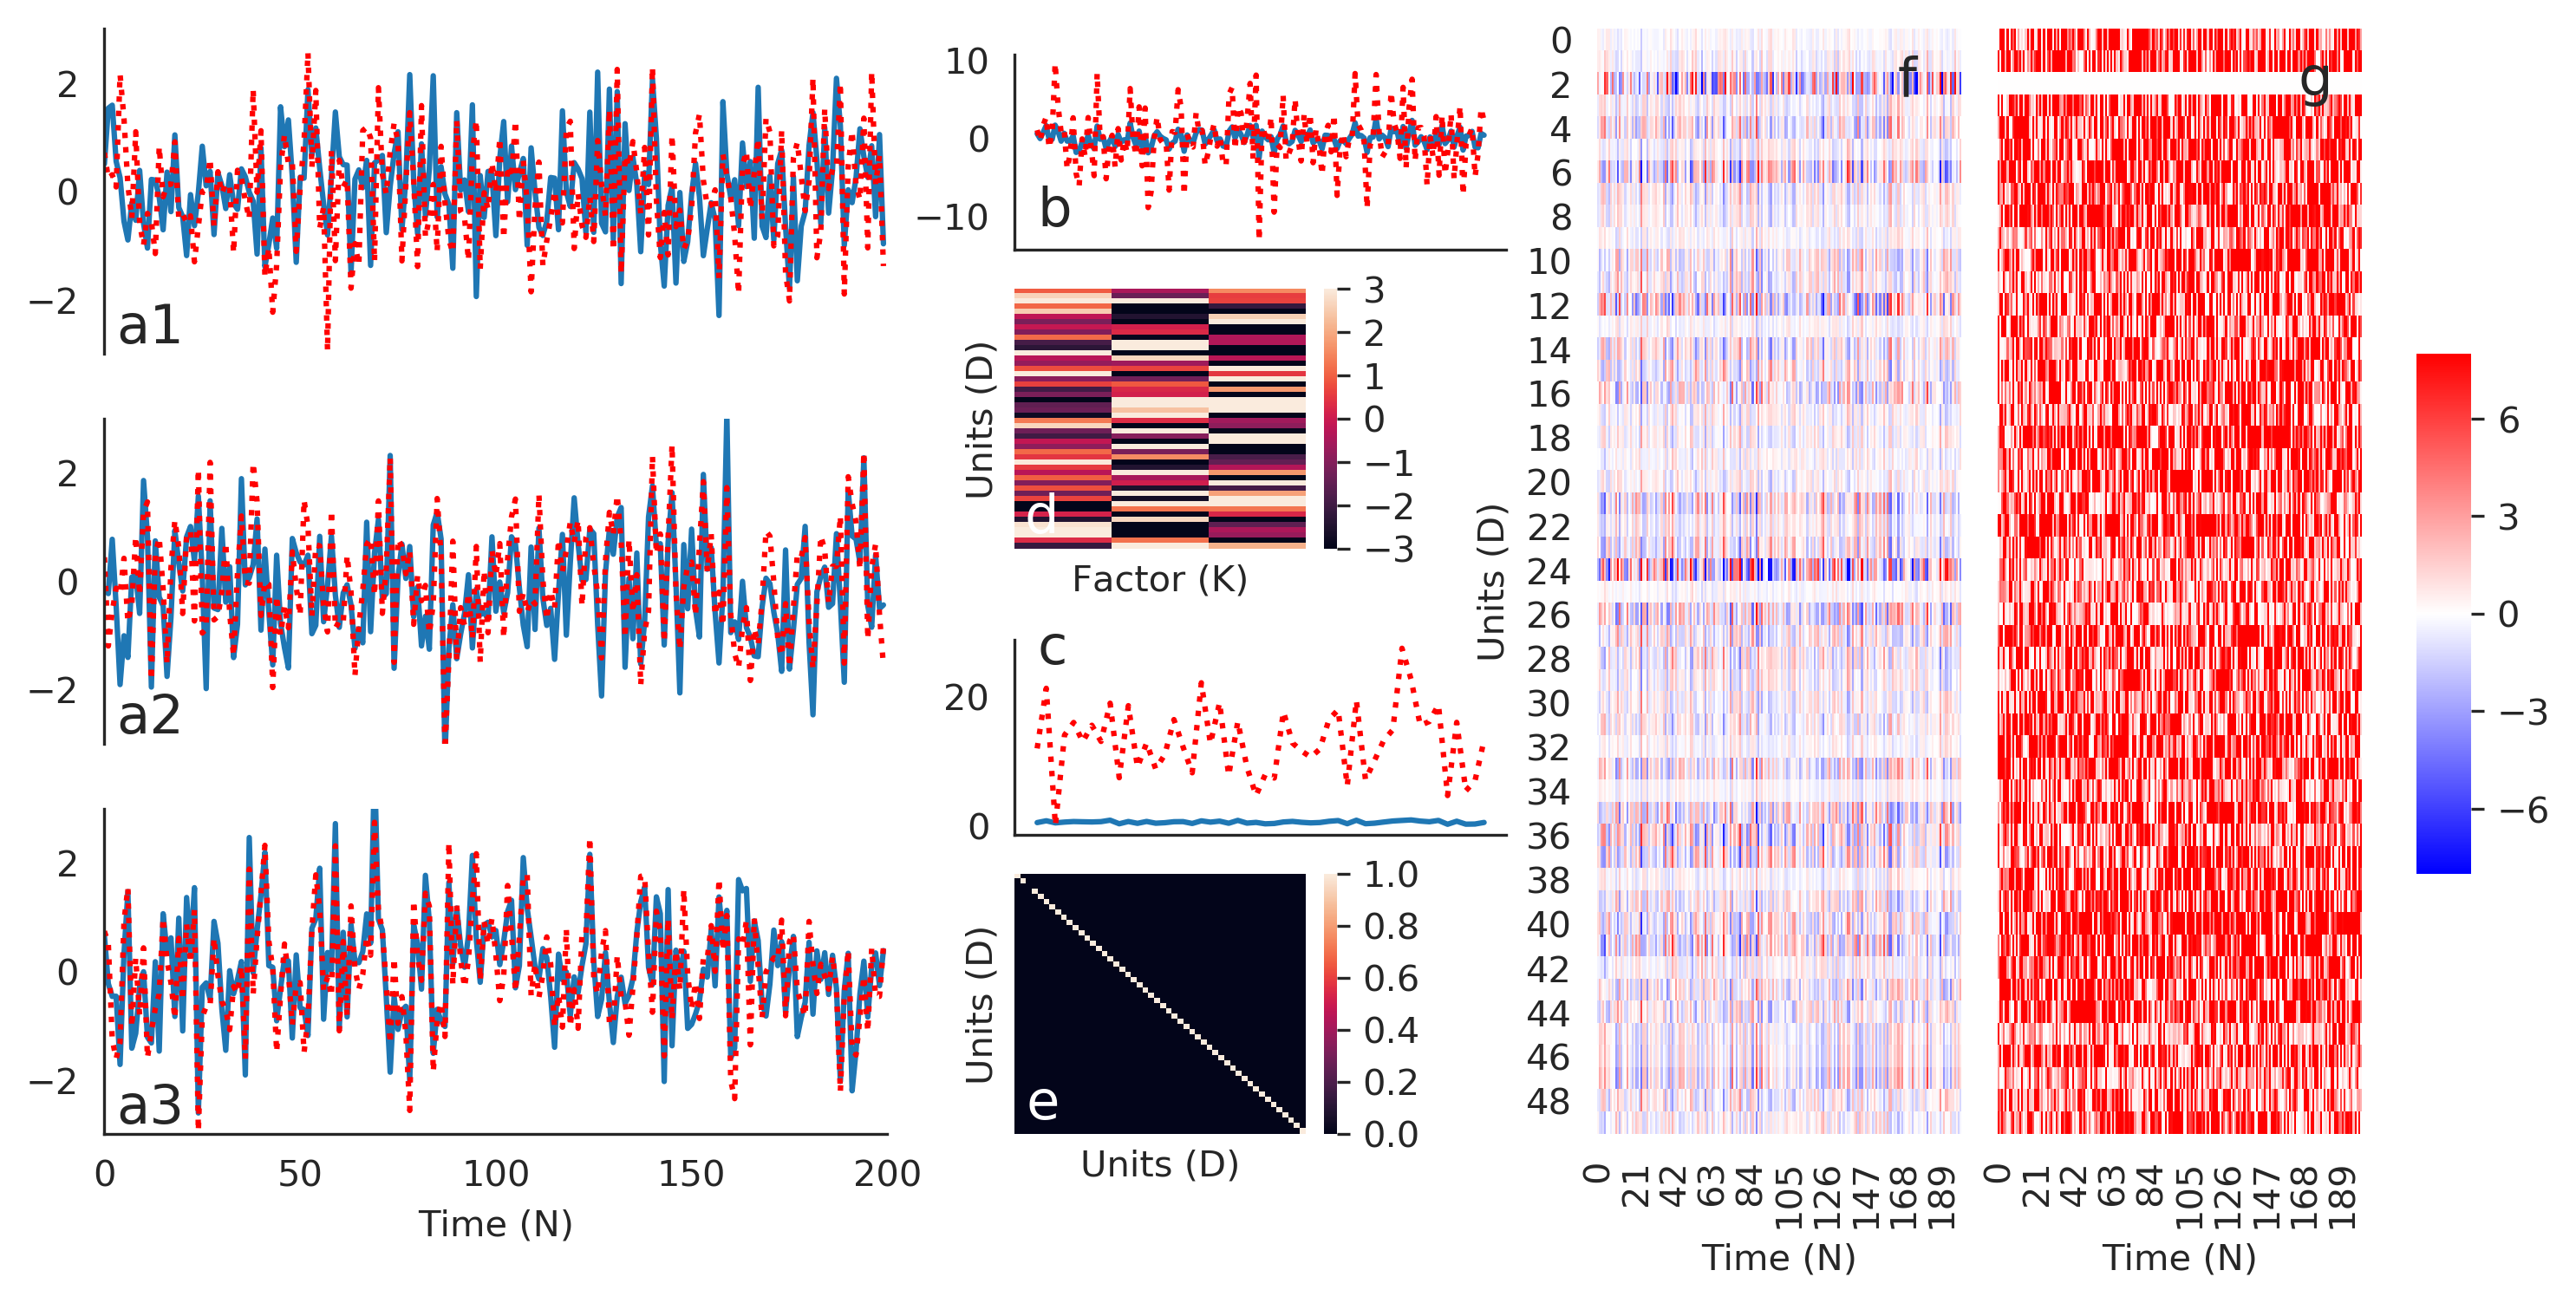 2
0
−2
a1
2
0
−2
a2
2
0
−2
a3
0 50 100 150 200
Time (N)
10
0
−10
b
Units (D)
d
Factor (K)
3
2
1
0
−1
−2
−3
20
0
c
Units (D)
e
Units (D)
1.0
0.8
0.6
0.4
0.2
0.0
Units (D)
0
2
4
6
8
10
12
14
16
18
20
22
24
26
28
30
32
34
36
38
40
42
44
46
48
f
0 21 42 63 84 105 126 147 168 189
Time (N)
g
0 21 42 63 84 105 126 147 168 189
Time (N)
6
3
0
−3
−6